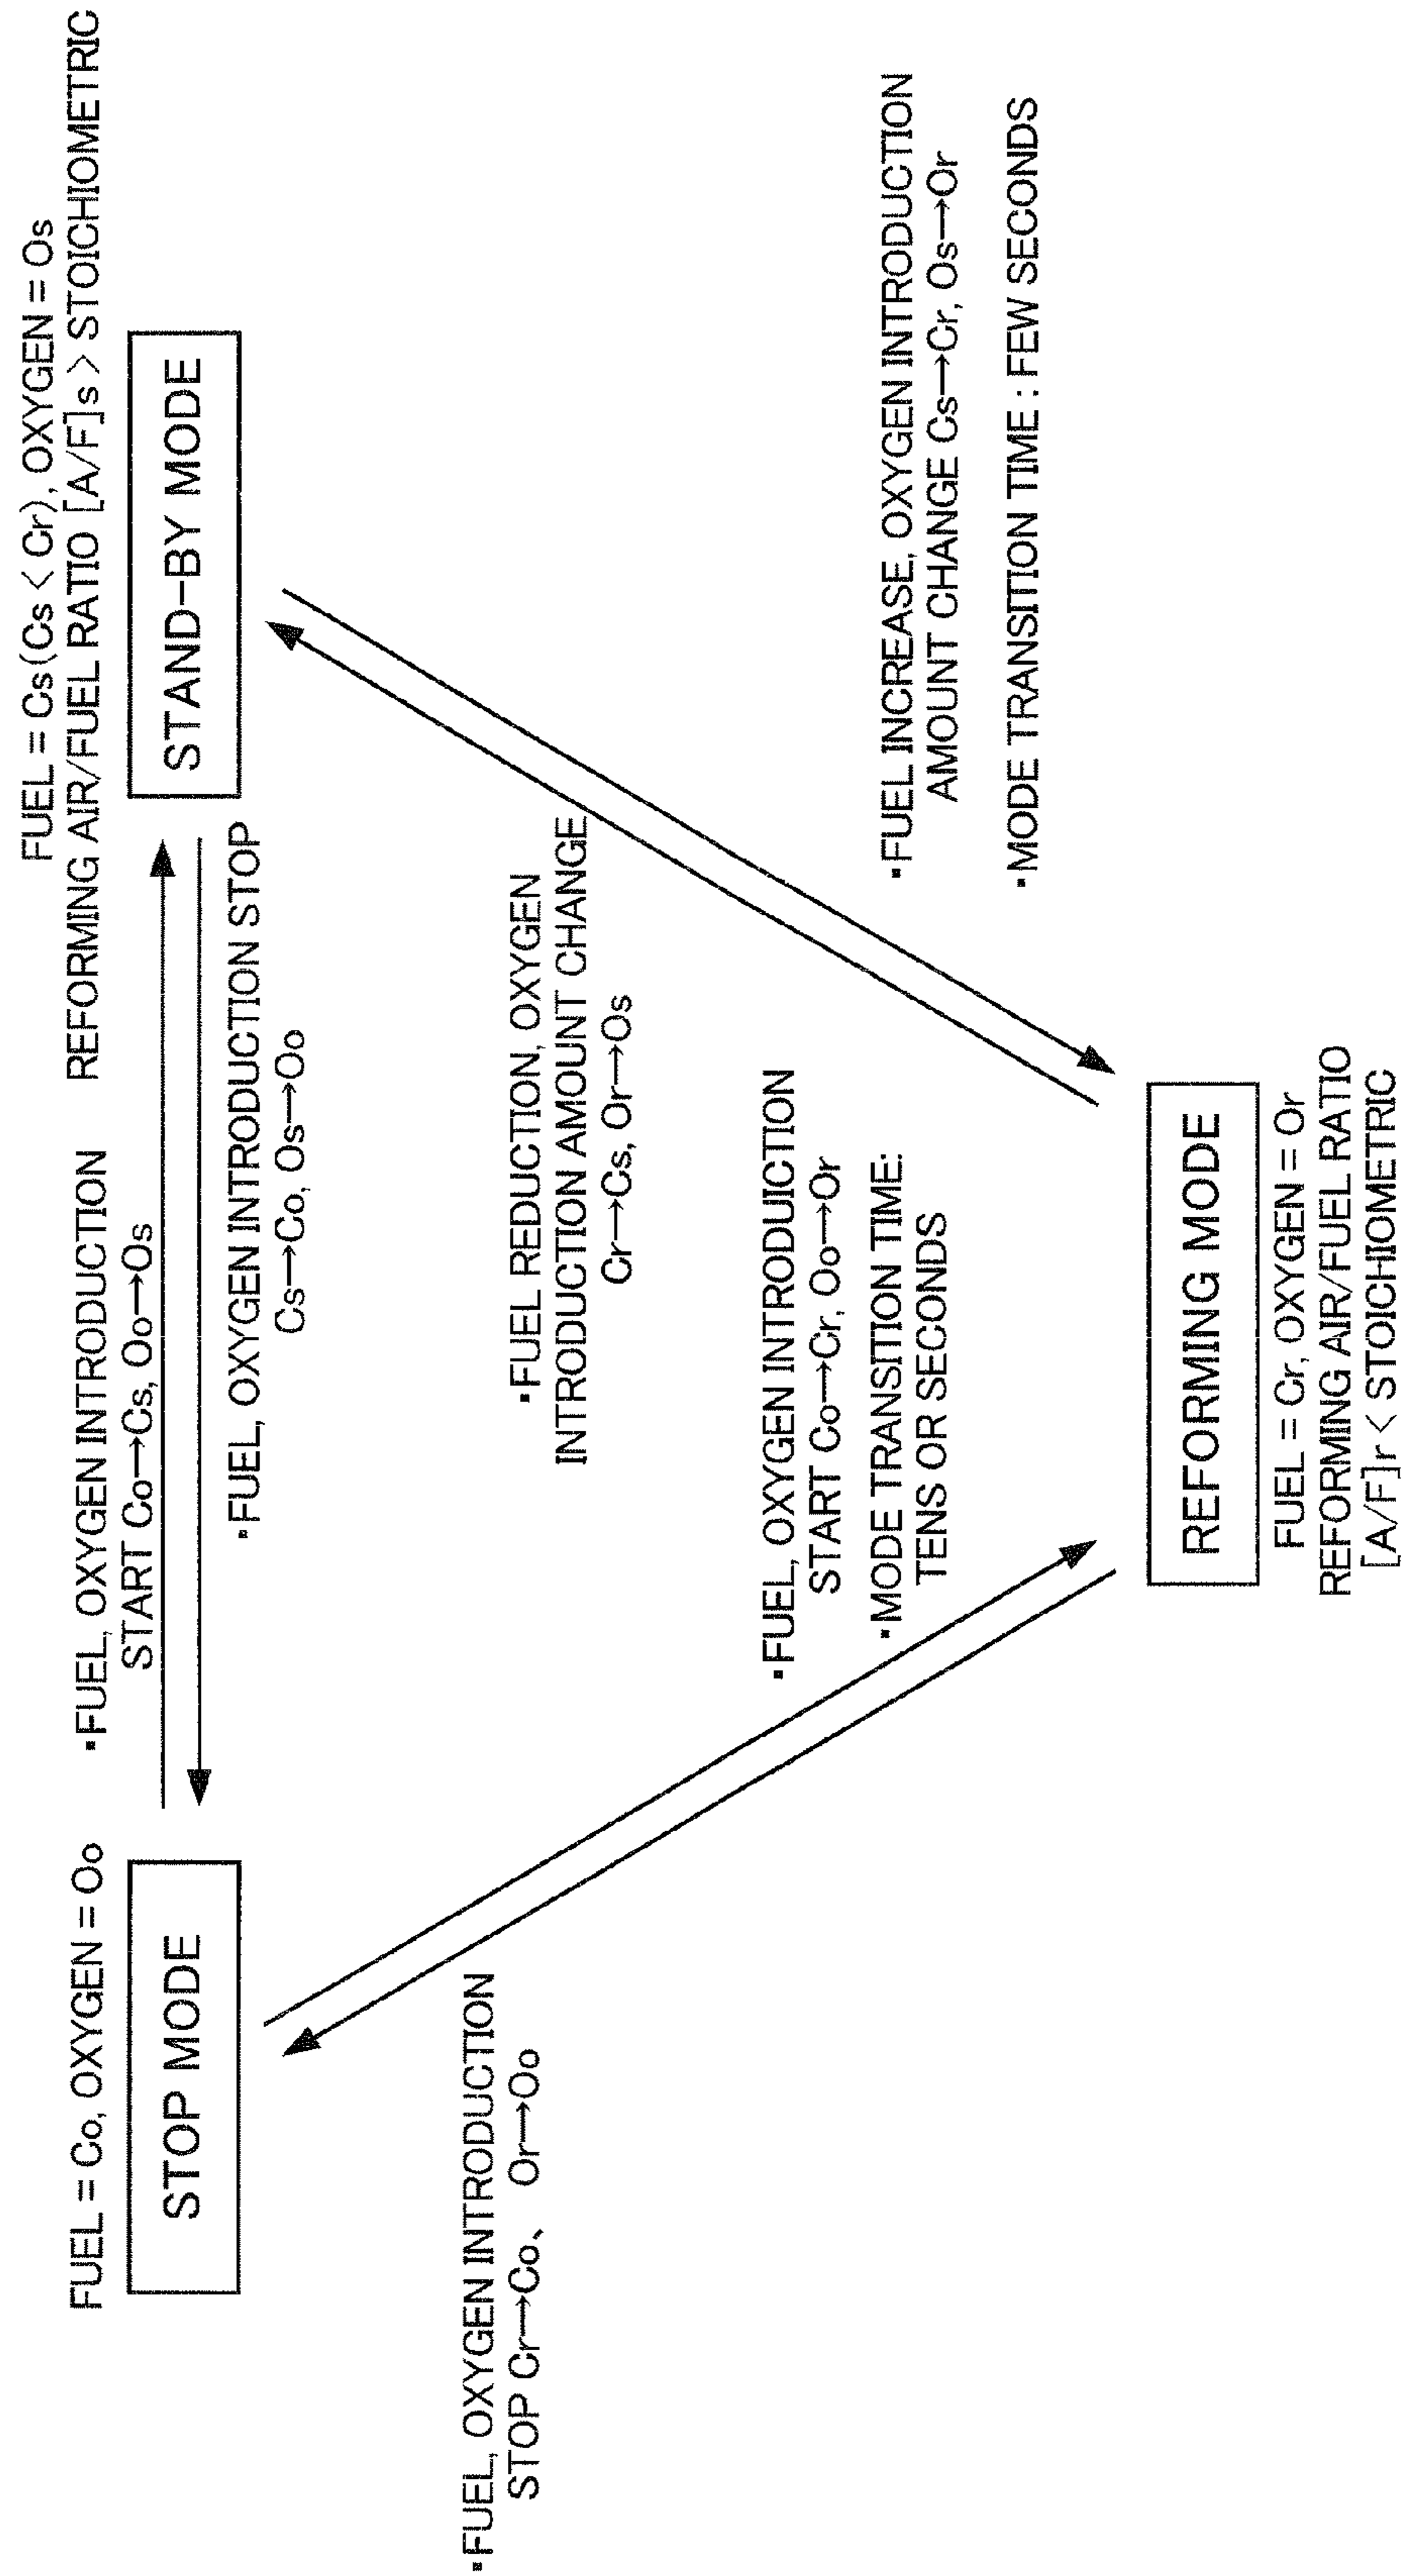 FUEL = Co, OXYGEN = Oo
STOP MODE
▪FUEL, OXYGEN INTRODUCTION
START Co→Cs, Oo→Os
FUEL = Cs(Cs < Cr), OXYGEN = Os
REFORMING AIR/FUEL RATIO [A/F]s > STOICHIOMETRIC
STAND-BY MODE
▪FUEL, OXYGEN INTRODUCTION STOP
Cs→Co, Os→Oo
▪FUEL, OXYGEN INTRODUCTION
STOP Cr→Co、 Or→Oo
▪FUEL REDUCTION, OXYGEN
INTRODUCTION AMOUNT CHANGE
Cr→Cs, Or→Os
▪FUEL, OXYGEN INTRODUCTION
START Co→Cr, Oo→Or
▪MODE TRANSITION TIME:
TENS OR SECONDS
▪FUEL INCREASE, OXYGEN INTRODUCTION
AMOUNT CHANGE Cs→Cr, Os→Or
▪MODE TRANSITION TIME : FEW SECONDS
REFORMING MODE
FUEL = Cr, OXYGEN = Or
REFORMING AIR/FUEL RATIO
[A/F]r < STOICHIOMETRIC